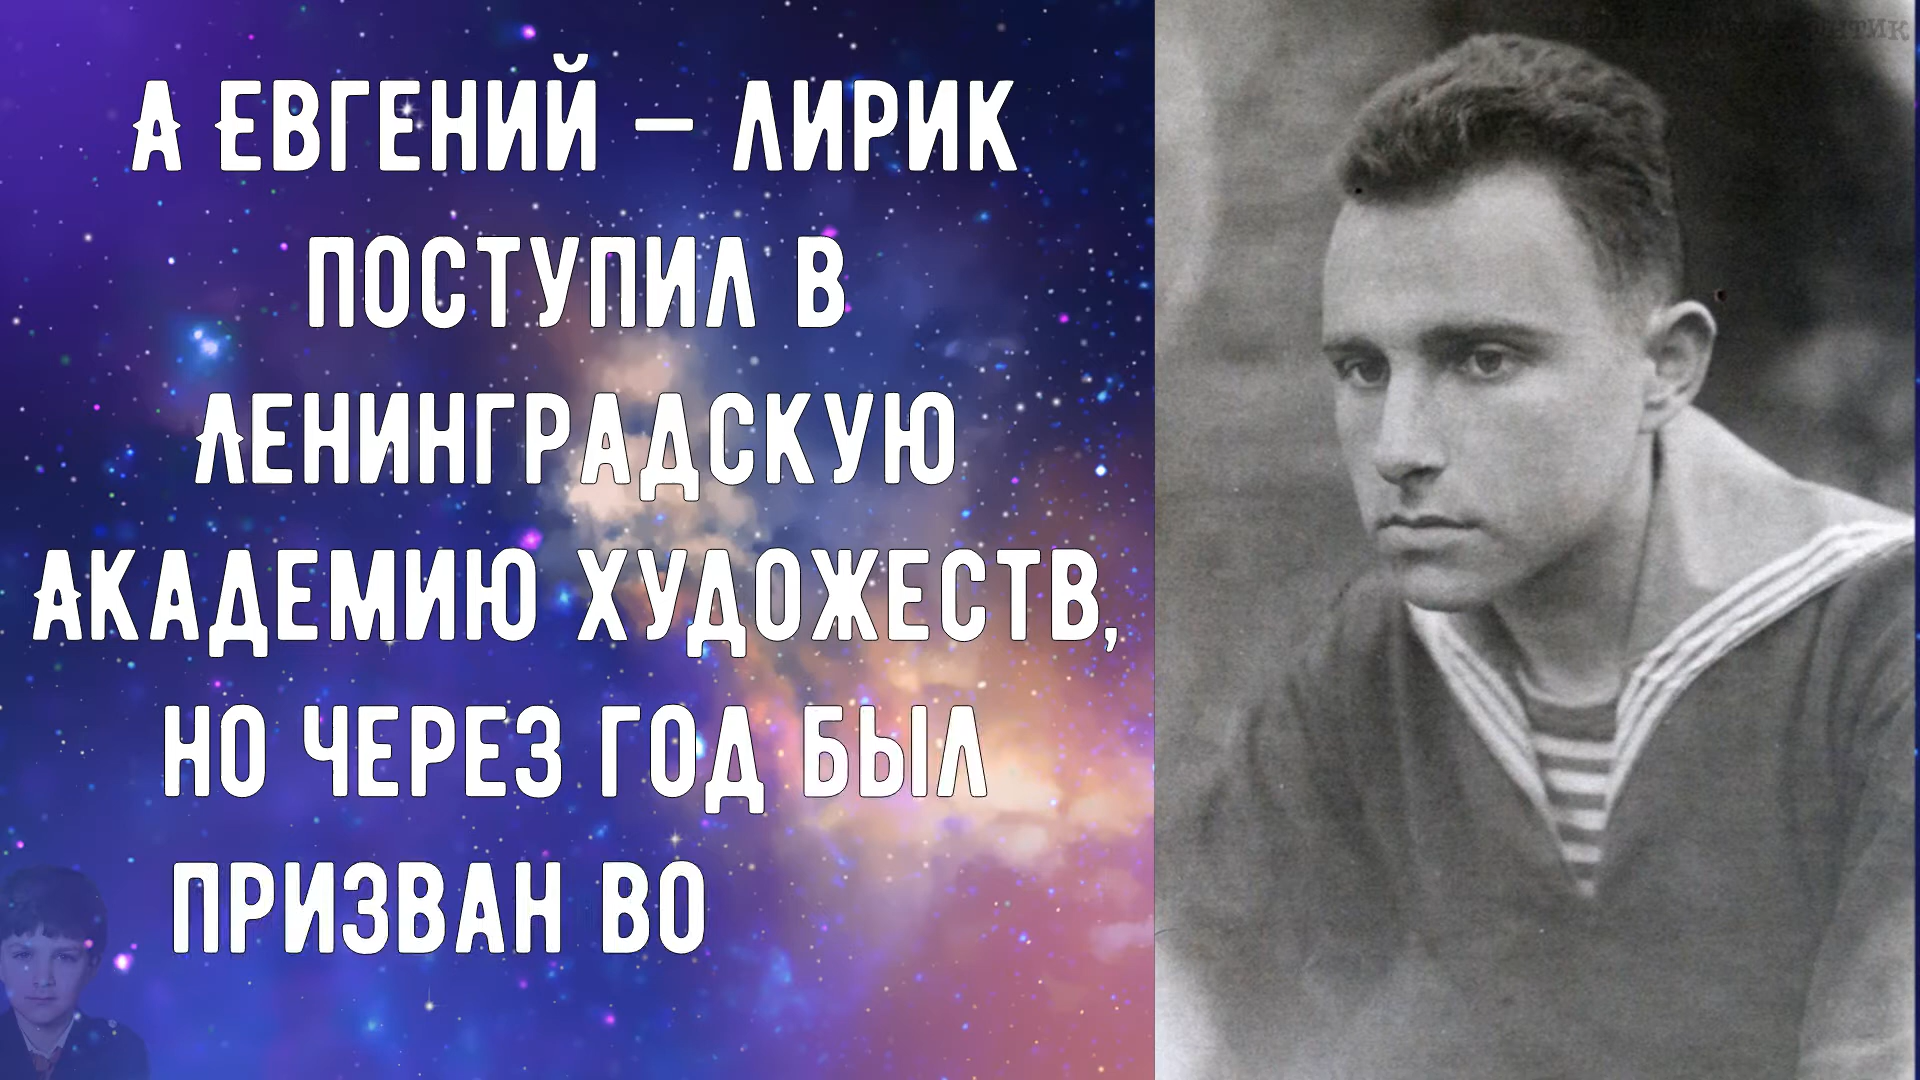 А ЕВГЕНИЙ – ЛИРИК
ПОСТУПИЛ В
ЛЕНИНГРАДСКУЮ
АКАДЕМИЮ ХУДОЖЕСТВ,
НО ЧЕРЕЗ ГОД БЫЛ
ПРИЗВАН ВО